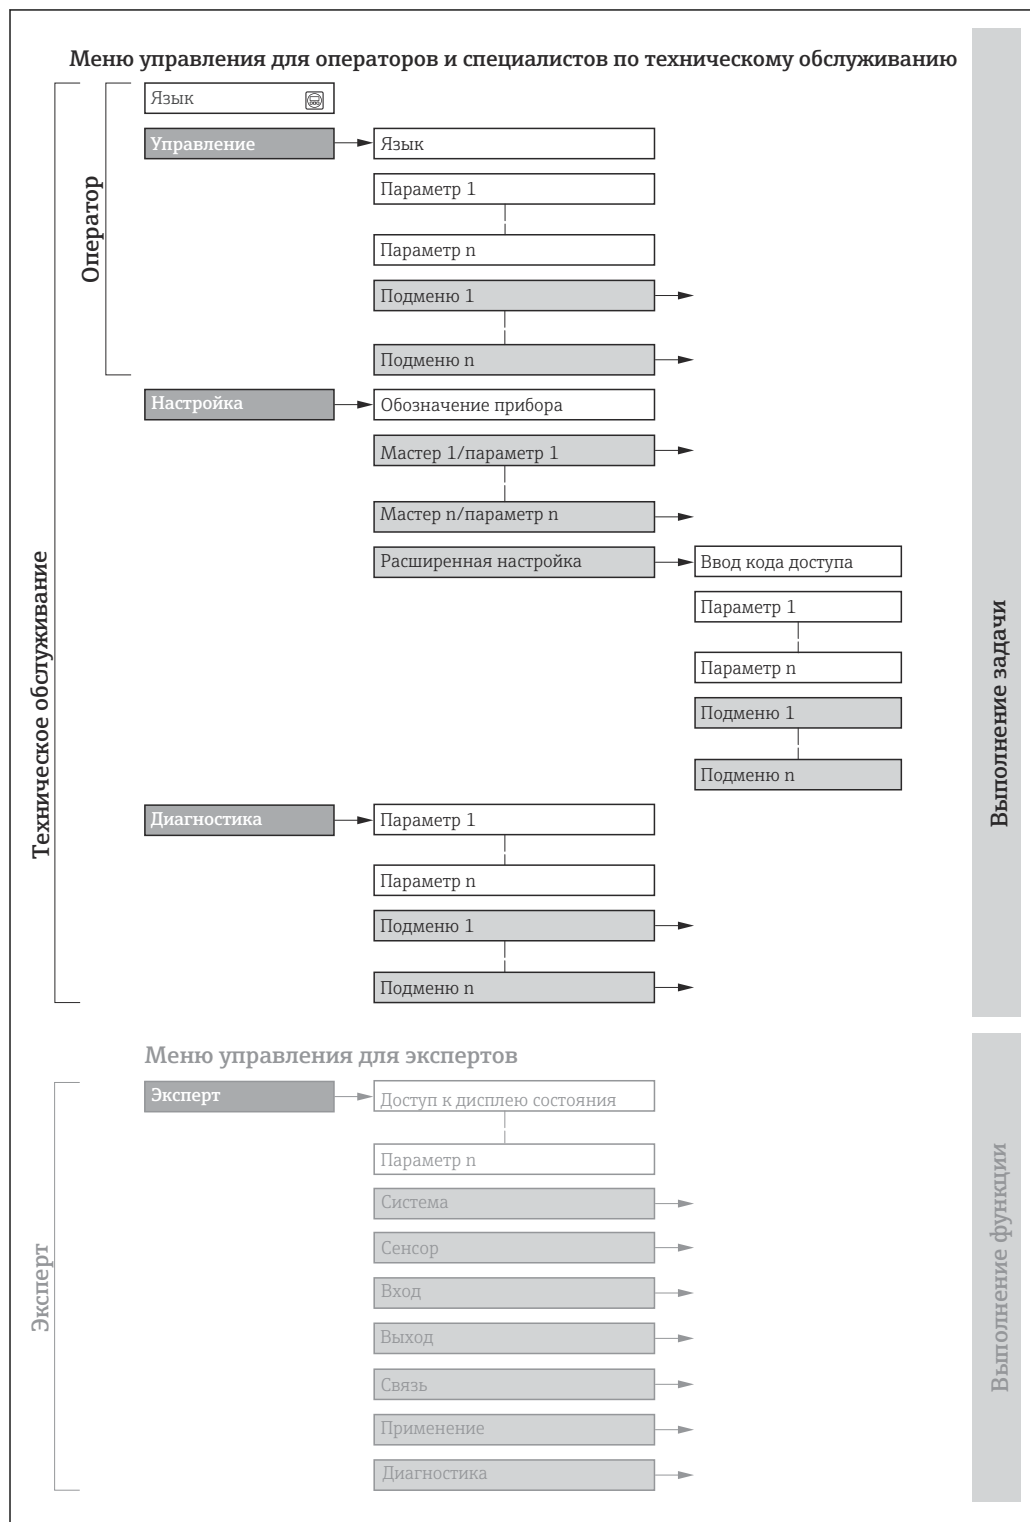 Меню управления для операторов и специалистов по техническому обслуживанию
Техническое обслуживание
Оператор
Язык
Управление
Язык
Параметр 1
Параметр n
Подменю 1
Подменю n
Настройка
Обозначение прибора
Мастер 1/параметр 1
Мастер n/параметр n
Расширенная настройка
Ввод кода доступа
Параметр 1
Параметр n
Подменю 1
Подменю n
Диагностика
Параметр 1
Параметр n
Подменю 1
Подменю n
Выполнение задачи
Меню управления для экспертов
Эксперт
Эксперт
Доступ к дисплею состояния
Параметр n
Система
Сенсор
Вход
Выход
Связь
Применение
Диагностика
Выполнение функции